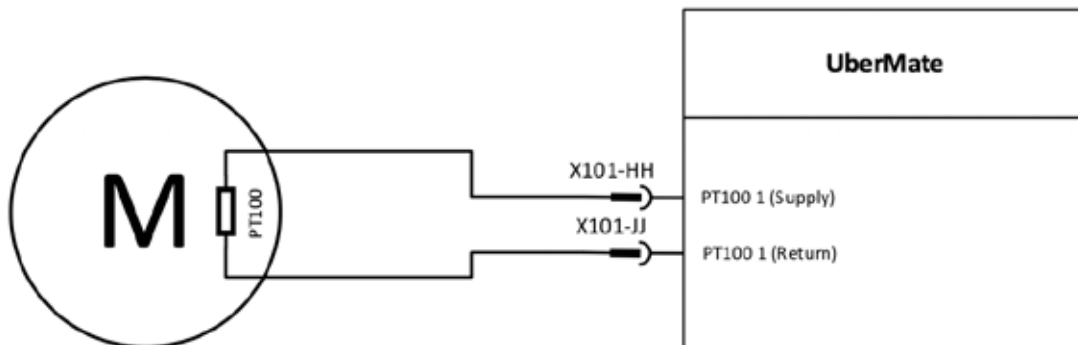 UberMate
M
PT100
X101-HH
PT100 1 (Supply)
X101-JJ
PT100 1 (Return)